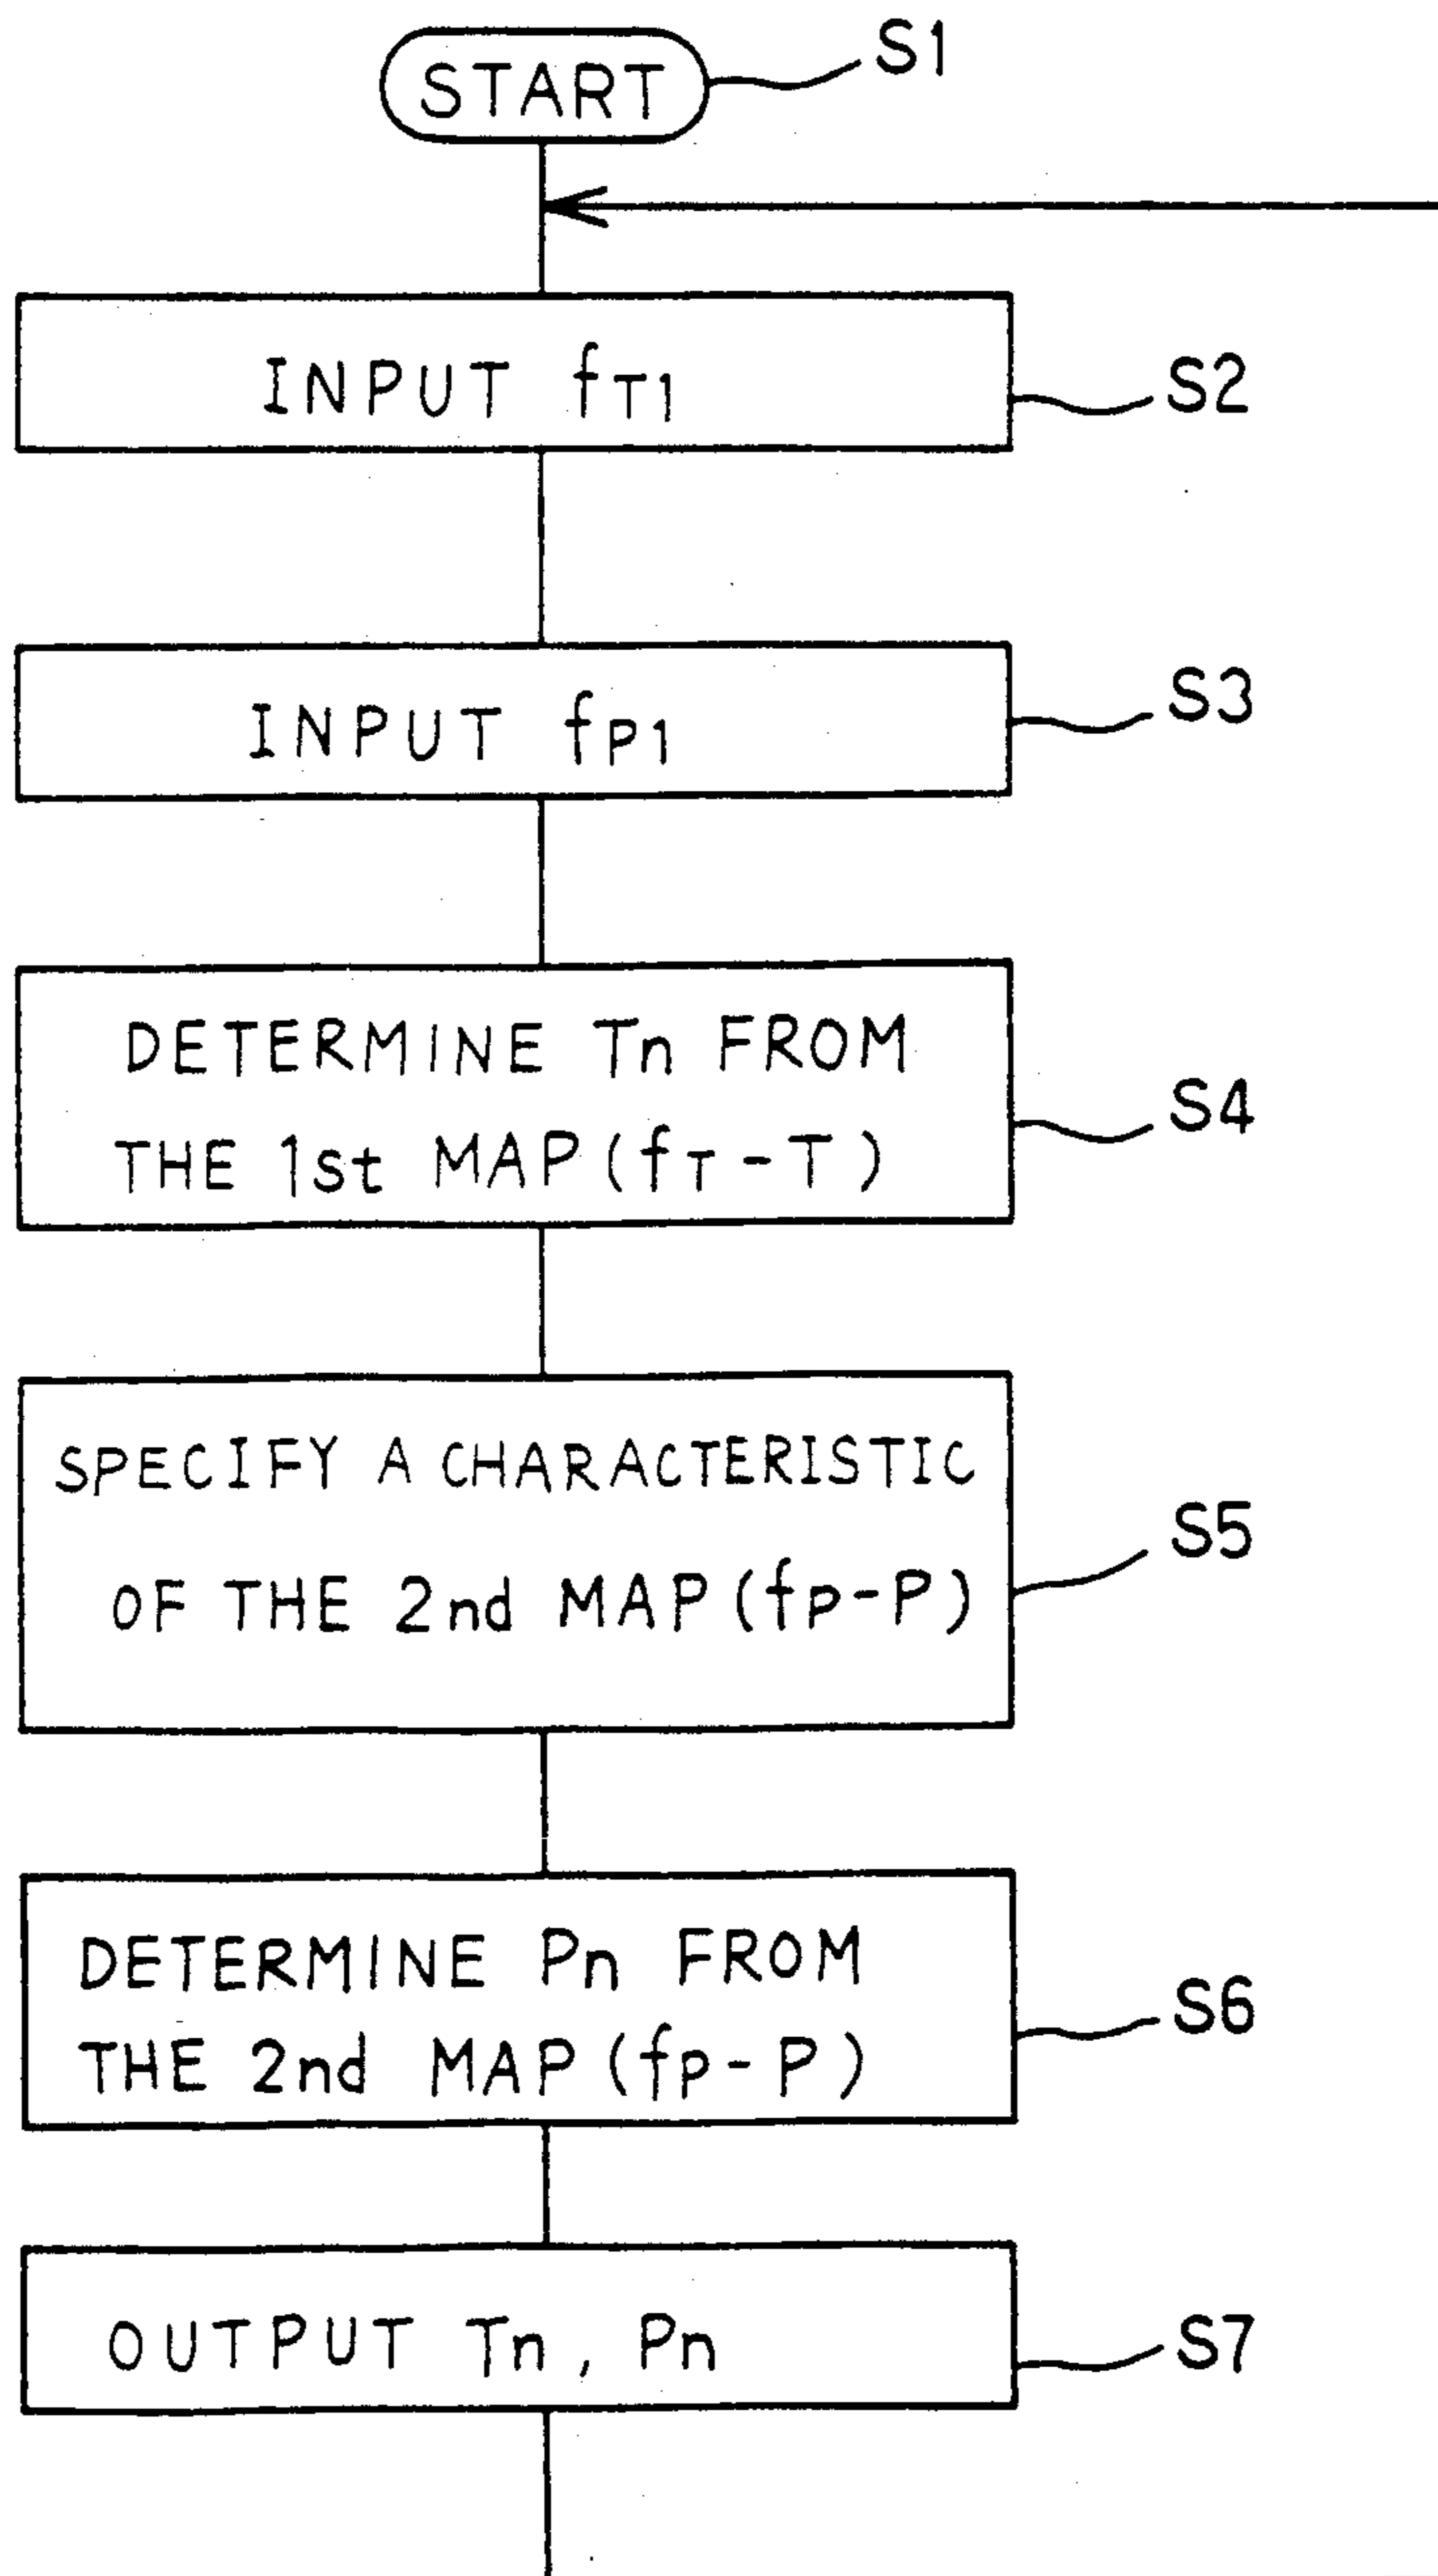 START
S1
INPUT fT1
S2
INPUT fP1
S3
DETERMINE Tn FROM
THE 1st MAP(fT-T)
S4
SPECIFY A CHARACTERISTIC
OF THE 2nd MAP(fP-P)
S5
DETERMINE Pn FROM
THE 2nd MAP(fP-P)
S6
OUTPUT Tn, Pn
S7